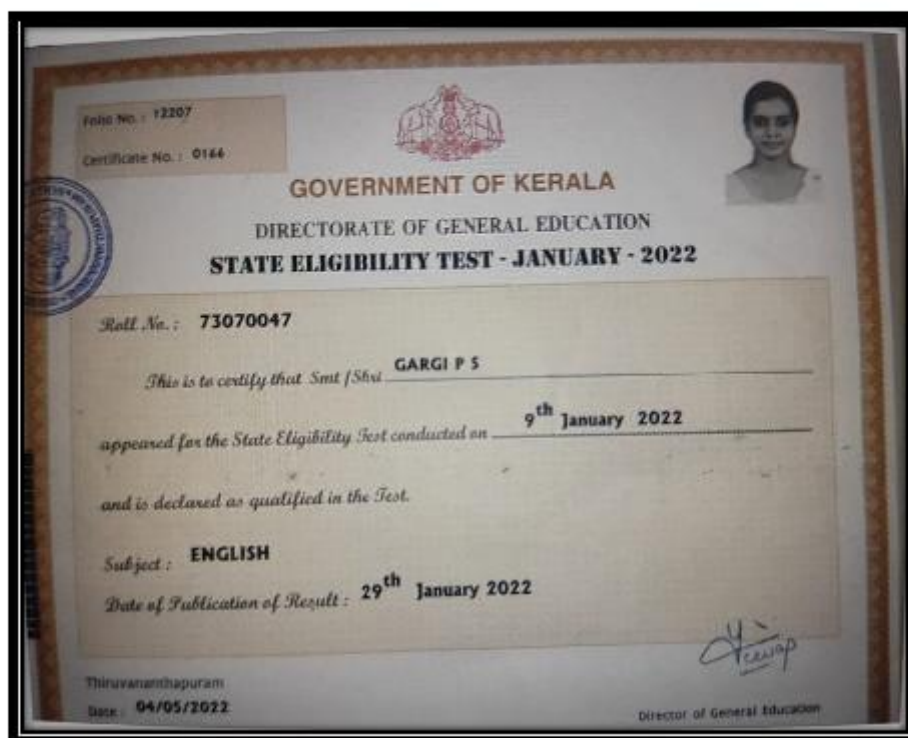 Folio No. : 12207
Certificate No. : 0166
GOVERNMENT OF KERALA
DIRECTORATE OF GENERAL EDUCATION
STATE ELIGIBILITY TEST - JANUARY - 2022
Roll No. : 73070047
This is to certify that Smt / Shri GARGI P S
appeared for the State Eligibility Test conducted on 9th January 2022
and is declared as qualified in the Test.
Subject : ENGLISH
Date of Publication of Result : 29th January 2022
Thiruvananthapuram
Date : 04/05/2022
Director of General Education